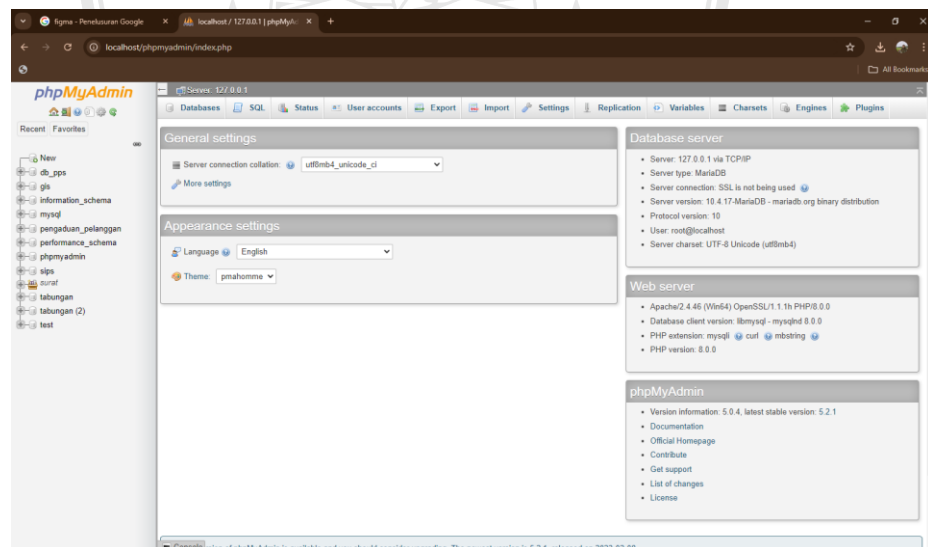 figma - Penelusuran Google
localhost / 127.0.0.1 | phpMyAd
localhost/phpmyadmin/index.php
All Bookmarks
phpMyAdmin
Recent Favorites
New
db_pps
gis
information_schema
mysql
pengaduan_pelanggan
performance_schema
phpmyadmin
sips
surat
tabungan
tabungan (2)
test
Server: 127.0.0.1
Databases SQL Status User accounts Export Import Settings Replication Variables Charsets Engines Plugins
General settings
Server connection collation: utf8mb4_unicode_ci
More settings
Appearance settings
Language English
Theme: pmahomme
Database server
• Server: 127.0.0.1 via TCP/IP
• Server type: MariaDB
• Server connection: SSL is not being used
• Server version: 10.4.17-MariaDB - mariadb.org binary distribution
• Protocol version: 10
• User: root@localhost
• Server charset: UTF-8 Unicode (utf8mb4)
Web server
• Apache/2.4.46 (Win64) OpenSSL/1.1.1h PHP/8.0.0
• Database client version: libmysql - mysqlnd 8.0.0
• PHP extension: mysqli curl mbstring
• PHP version: 8.0.0
phpMyAdmin
• Version information: 5.0.4, latest stable version: 5.2.1
• Documentation
• Official Homepage
• Contribute
• Get support
• List of changes
• License